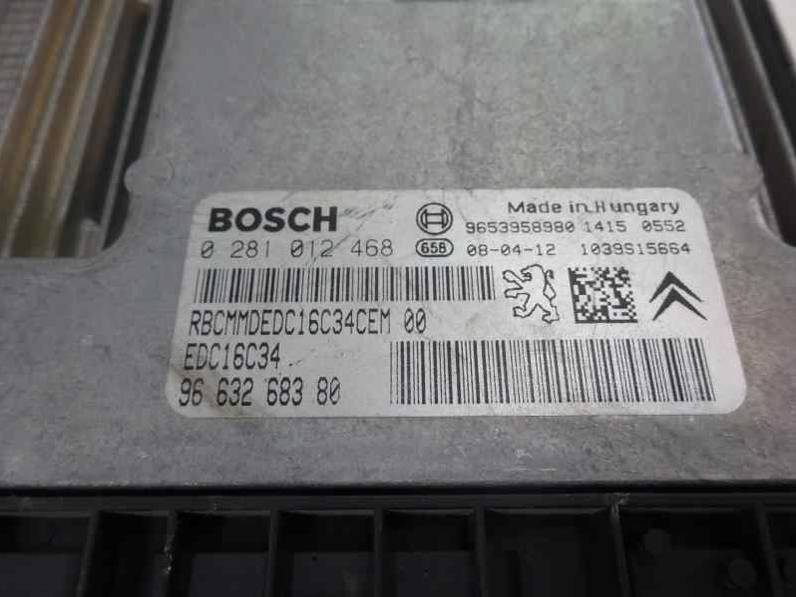 BOSCH Made in Hungary
9653958980 1415 0552
0 281 012 468 658 08-04-12 1039S15664
RBCMMDEDC16C34CEM 00
EDC16C34
96 632 683 80